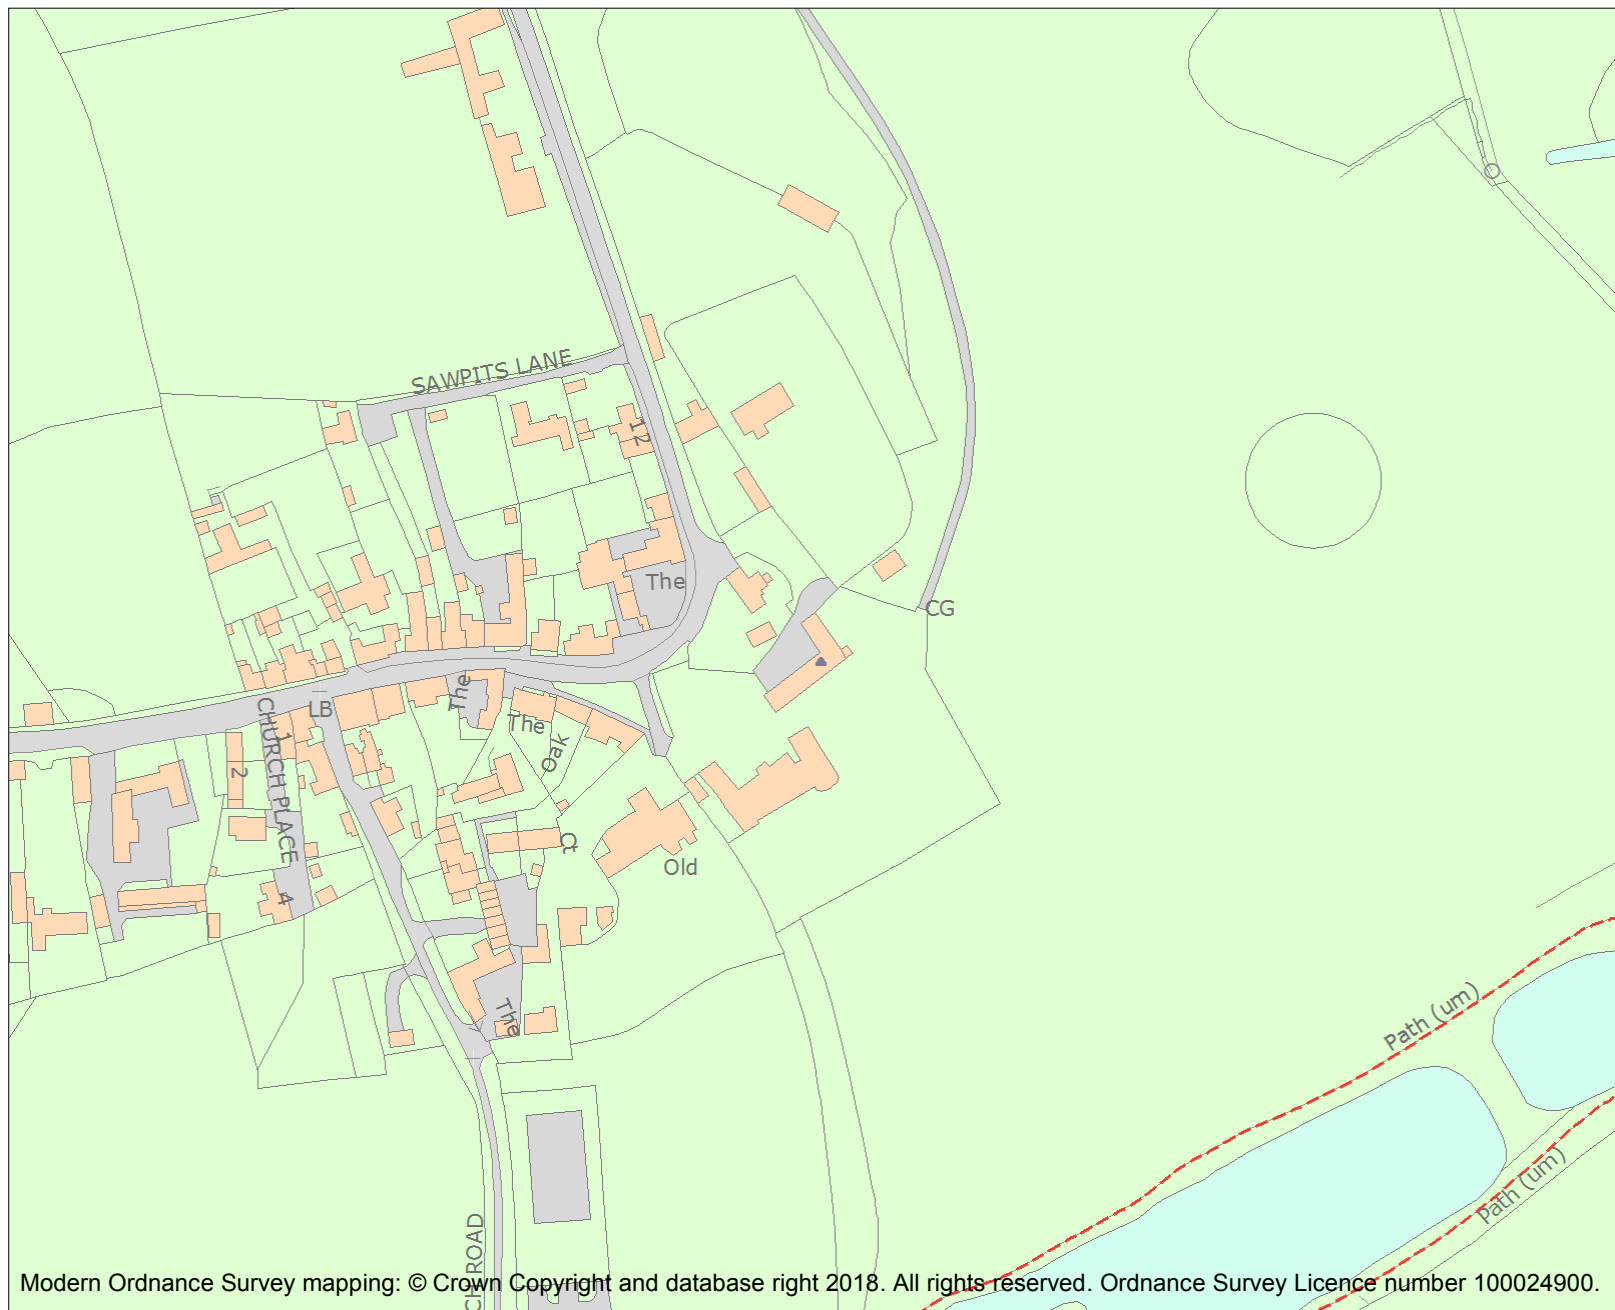 SAWPITS LANE
12
The
CG
The
CHURCH PLACE
LB
1
The
Oak
2
Ct
Old
4
The
Path (um)
Path (um)
CH ROAD
Modern Ordnance Survey mapping: © Crown Copyright and database right 2018. All rights reserved. Ordnance Survey Licence number 100024900.